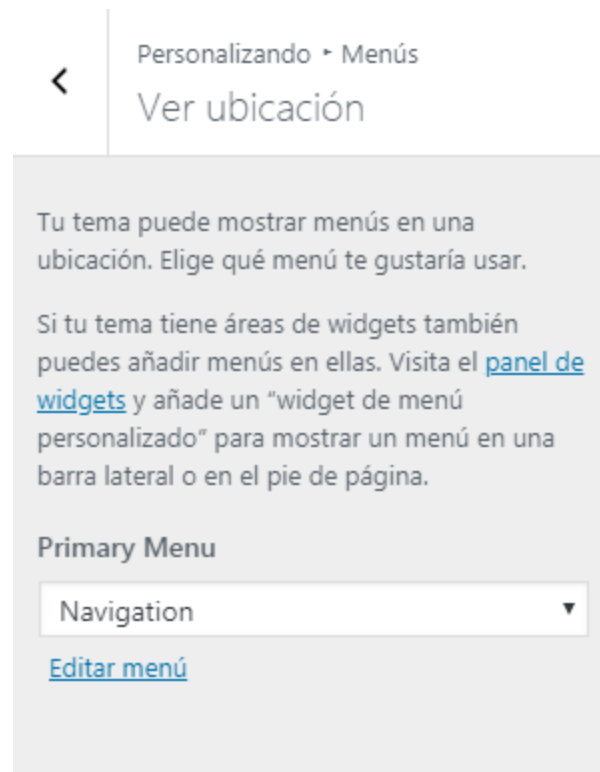 Personalizando ‣ Menús
Ver ubicación
Tu tema puede mostrar menús en una
ubicación. Elige qué menú te gustaría usar.
Si tu tema tiene áreas de widgets también
puedes añadir menús en ellas. Visita el panel de
widgets y añade un “widget de menú
personalizado” para mostrar un menú en una
barra lateral o en el pie de página.
Primary Menu
Navigation
Editar menú